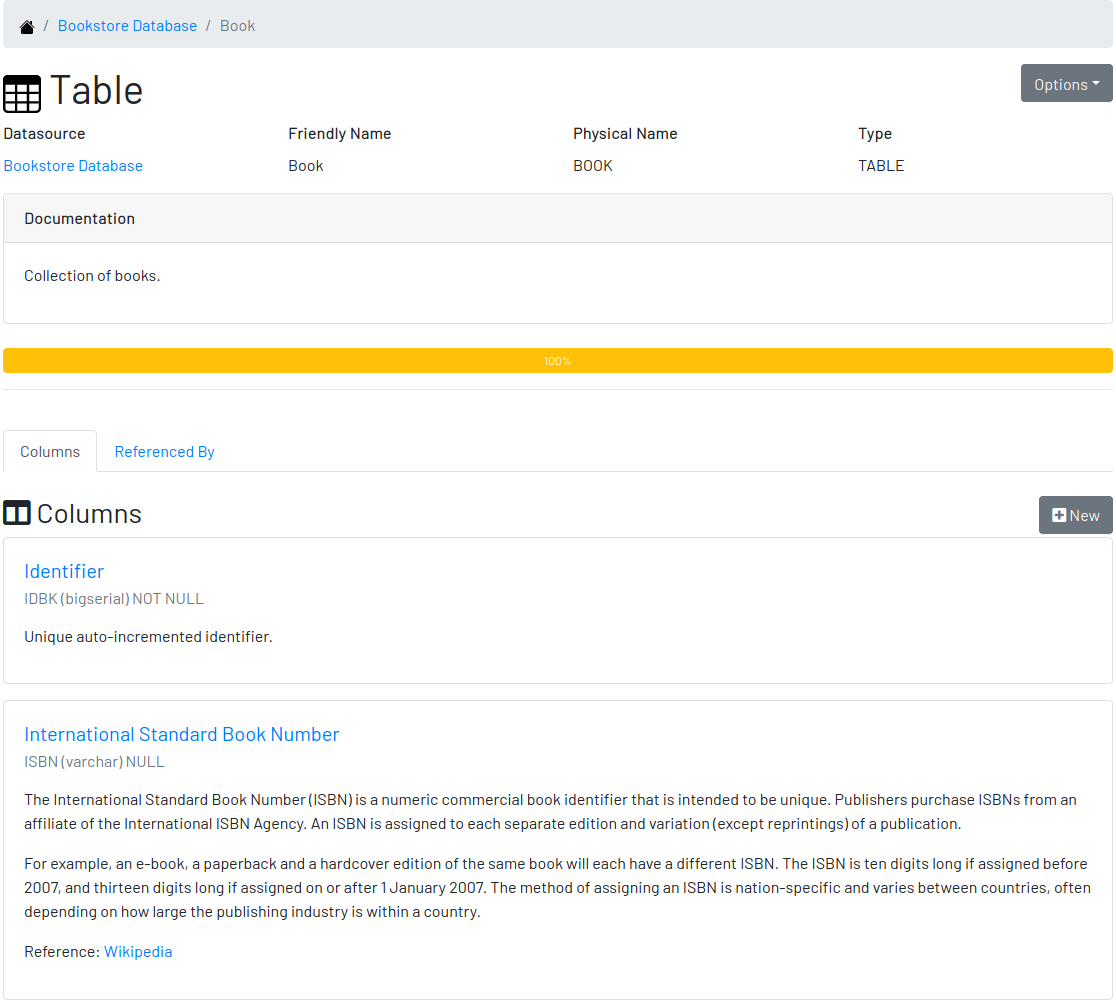 / Bookstore Database / Book
Table
Options
Datasource Friendly Name Physical Name Type
Bookstore Database Book BOOK TABLE
Documentation
Collection of books.
100%
Columns Referenced By
Columns
New
Identifier
IDBK (bigserial) NOT NULL
Unique auto-incremented identifier.
International Standard Book Number
ISBN (varchar) NULL
The International Standard Book Number (ISBN) is a numeric commercial book identifier that is intended to be unique. Publishers purchase ISBNs from an
affiliate of the International ISBN Agency. An ISBN is assigned to each separate edition and variation (except reprintings) of a publication.
For example, an e-book, a paperback and a hardcover edition of the same book will each have a different ISBN. The ISBN is ten digits long if assigned before
2007, and thirteen digits long if assigned on or after 1 January 2007. The method of assigning an ISBN is nation-specific and varies between countries, often
depending on how large the publishing industry is within a country.
Reference: Wikipedia